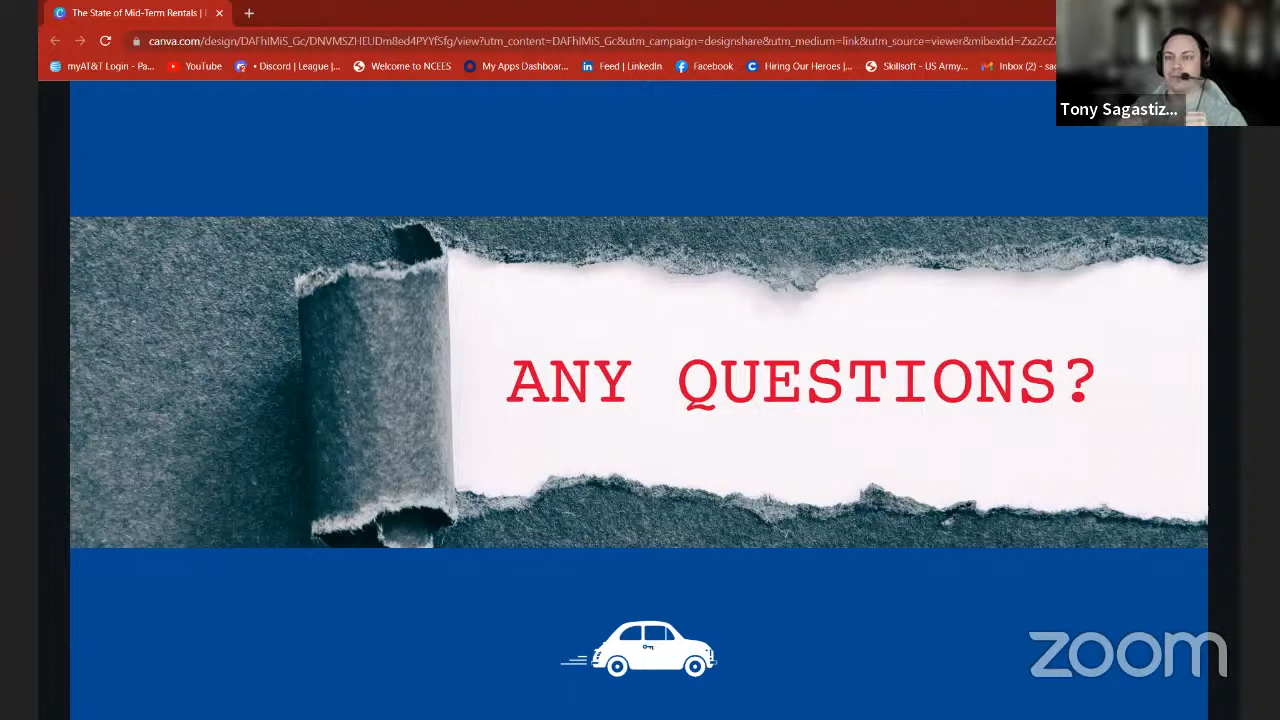 The State of Mid-Term Rentals |
canva.com/design/DAFhIMiS_Gc/DNVMSZHEUDm8ed4PYYfSfg/view?utm_content=DAFhIMiS_Gc&utm_campaign=designshare&utm_medium=link&utm_source=viewer&mibextid=Zxz2cZ
myAT&T Login - Pa... YouTube • Discord | League |... Welcome to NCEES My Apps Dashboar... Feed | LinkedIn Facebook Hiring Our Heroes |... Skillsoft - US Army... Inbox (2) - sa
Tony Sagastiz...
ANY QUESTIONS?
zoom